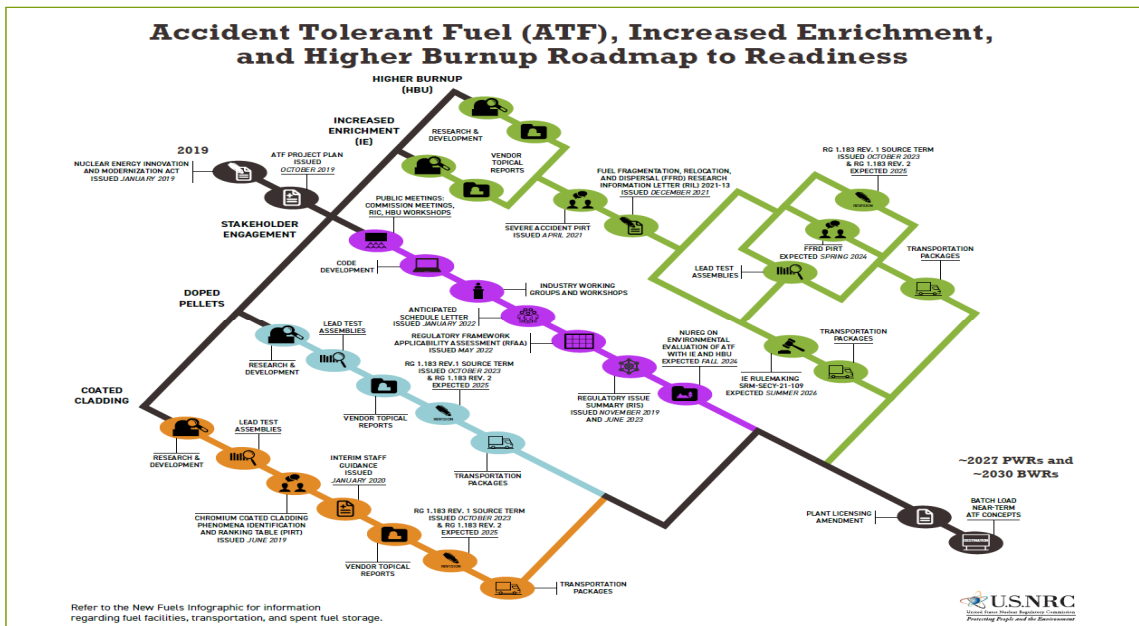 Accident Tolerant Fuel (ATF), Increased Enrichment,
and Higher Burnup Roadmap to Readiness
HIGHER BURNUP
(HBU)
INCREASED
ENRICHMENT
(IE)
RESEARCH &
DEVELOPMENT
VENDOR
TOPICAL
REPORTS
2019
NUCLEAR ENERGY INNOVATION
AND MODERNIZATION ACT
ISSUED JANUARY 2019
ATF PROJECT PLAN
ISSUED
OCTOBER 2019
RG 1.183 REV. 1 SOURCE TERM
ISSUED OCTOBER 2023
& RG 1.183 REV. 2
EXPECTED 2025
FUEL FRAGMENTATION, RELOCATION,
AND DISPERSAL (FFRD) RESEARCH
INFORMATION LETTER (RIL) 2021-13
ISSUED DECEMBER 2021
PUBLIC MEETINGS:
COMMISSION MEETINGS,
RIC, HBU WORKSHOPS
STAKEHOLDER
ENGAGEMENT
SEVERE ACCIDENT PIRT
ISSUED APRIL 2021
FFRD PIRT
EXPECTED SPRING 2024
TRANSPORTATION
PACKAGES
LEAD TEST
ASSEMBLIES
CODE
DEVELOPMENT
INDUSTRY WORKING
GROUPS AND WORKSHOPS
DOPED
PELLETS
ANTICIPATED
SCHEDULE LETTER
ISSUED JANUARY 2022
LEAD TEST
ASSEMBLIES
REGULATORY FRAMEWORK
APPLICABILITY ASSESSMENT (RFAA)
ISSUED MAY 2022
NUREG ON
ENVIRONMENTAL
EVALUATION OF ATF
WITH IE AND HBU
EXPECTED FALL 2024
TRANSPORTATION
PACKAGES
RESEARCH &
DEVELOPMENT
RG 1.183 REV.1 SOURCE TERM
ISSUED OCTOBER 2023
& RG 1.183 REV. 2
EXPECTED 2025
IE RULEMAKING
SRM-SECY-21-109
EXPECTED SUMMER 2026
COATED
CLADDING
REGULATORY ISSUE
SUMMARY (RIS)
ISSUED NOVEMBER 2019
AND JUNE 2023
VENDOR TOPICAL
REPORTS
LEAD TEST
ASSEMBLIES
RESEARCH &
DEVELOPMENT
INTERIM STAFF
GUIDANCE
ISSUED
JANUARY 2020
TRANSPORTATION
PACKAGES
~2027 PWRs and
~2030 BWRs
CHROMIUM COATED CLADDING
PHENOMENA IDENTIFICATION
AND RANKING TABLE (PIRT)
ISSUED JUNE 2019
RG 1.183 REV. 1 SOURCE TERM
ISSUED OCTOBER 2023
& RG 1.183 REV. 2
EXPECTED 2025
PLANT LICENSING
AMENDMENT
BATCH LOAD
NEAR-TERM
ATF CONCEPTS
VENDOR TOPICAL
REPORTS
TRANSPORTATION
PACKAGES
Refer to the New Fuels Infographic for information
regarding fuel facilities, transportation, and spent fuel storage.
U.S.NRC
United States Nuclear Regulatory Commission
Protecting People and the Environment